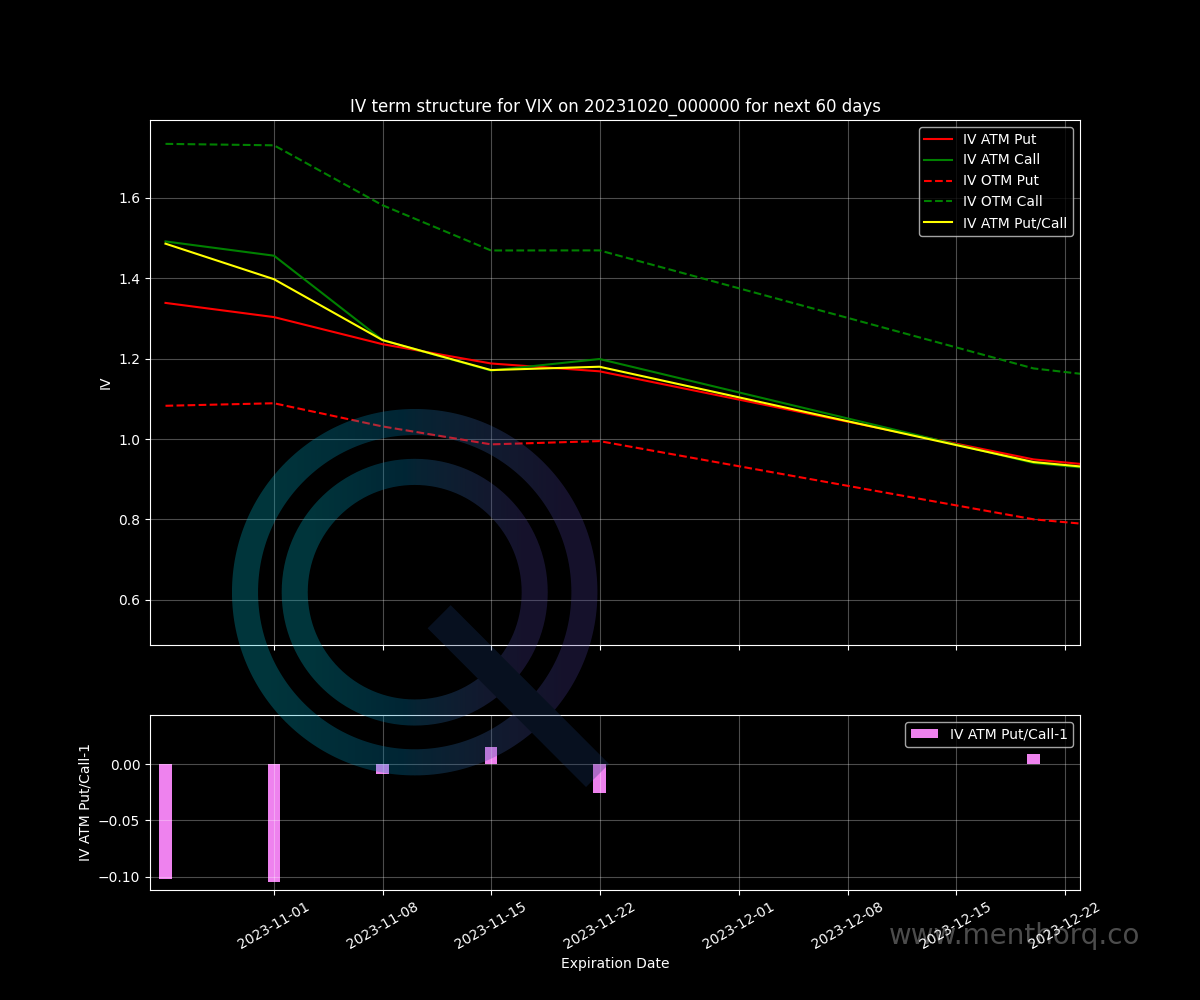 IV term structure for VIX on 20231020_000000 for next 60 days
IV ATM Put
IV ATM Call
IV OTM Put
IV OTM Call
IV ATM Put/Call
IV
1.6
1.4
1.2
1.0
0.8
0.6
IV ATM Put/Call-1
IV ATM Put/Call-1
0.00
−0.05
−0.10
2023-11-01
2023-11-08
2023-11-15
2023-11-22
2023-12-01
2023-12-08
2023-12-15
2023-12-22
www.menthorq.co
Expiration Date